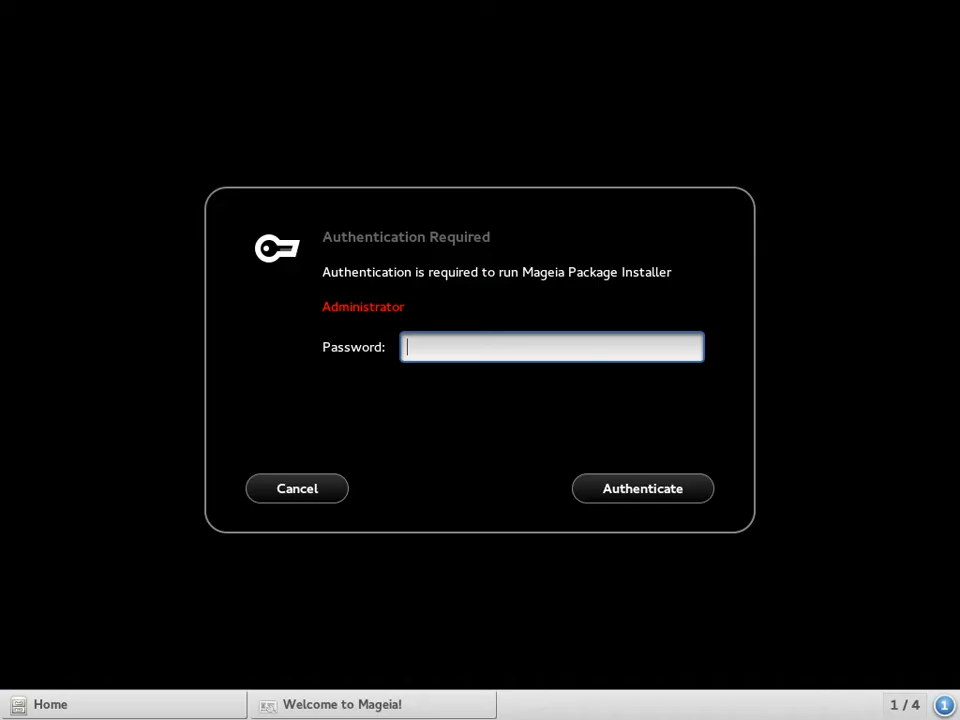 Authentication Required
Authentication is required to run Mageia Package Installer
Administrator
Password:
Cancel
Authenticate
Home
Welcome to Mageia!
1 / 4
1